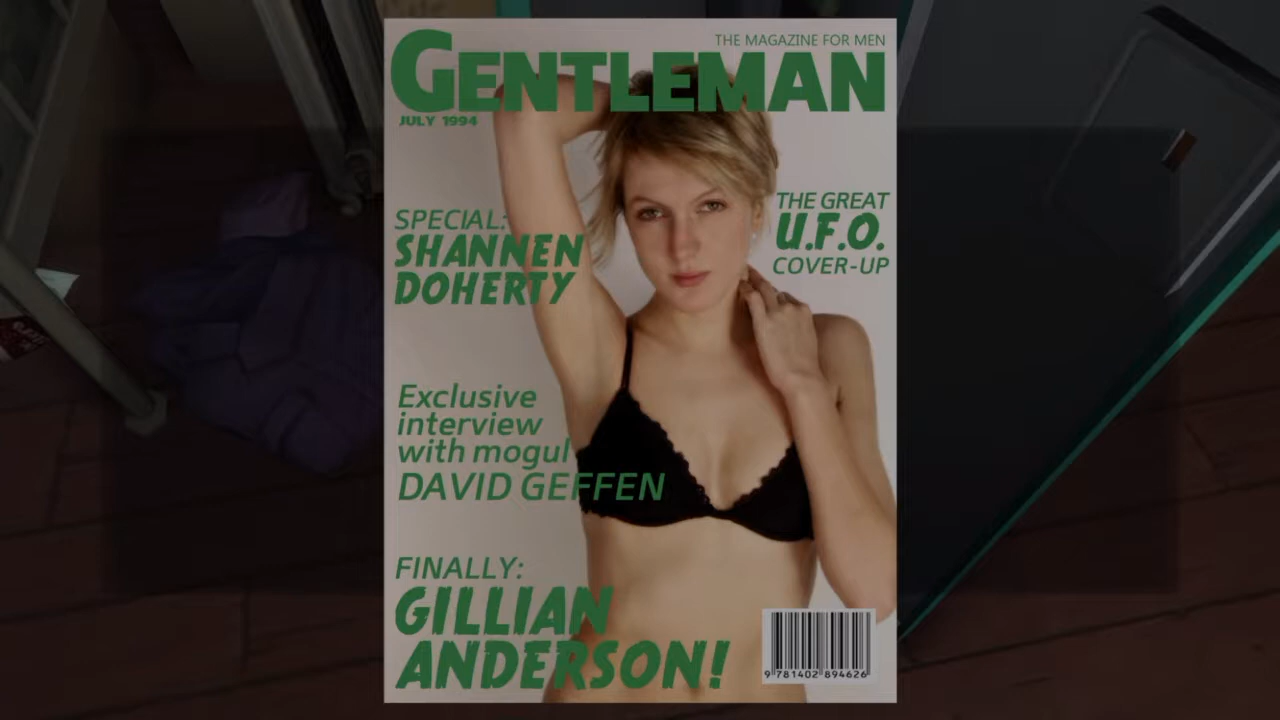 THE MAGAZINE FOR MEN
GENTLEMAN
JULY 1994
SPECIAL:
SHANNEN
DOHERTY
THE GREAT
U.F.O.
COVER-UP
Exclusive
interview
with mogul
DAVID GEFFEN
FINALLY:
GILLIAN
ANDERSON!
9 781402 894626